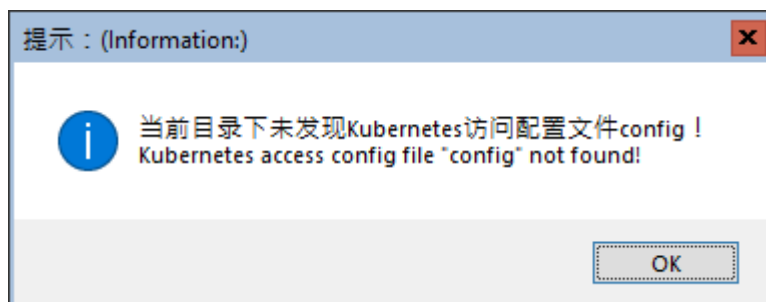 提示：(Information:)
当前目录下未发现Kubernetes访问配置文件config！
Kubernetes access config file "config" not found!
OK